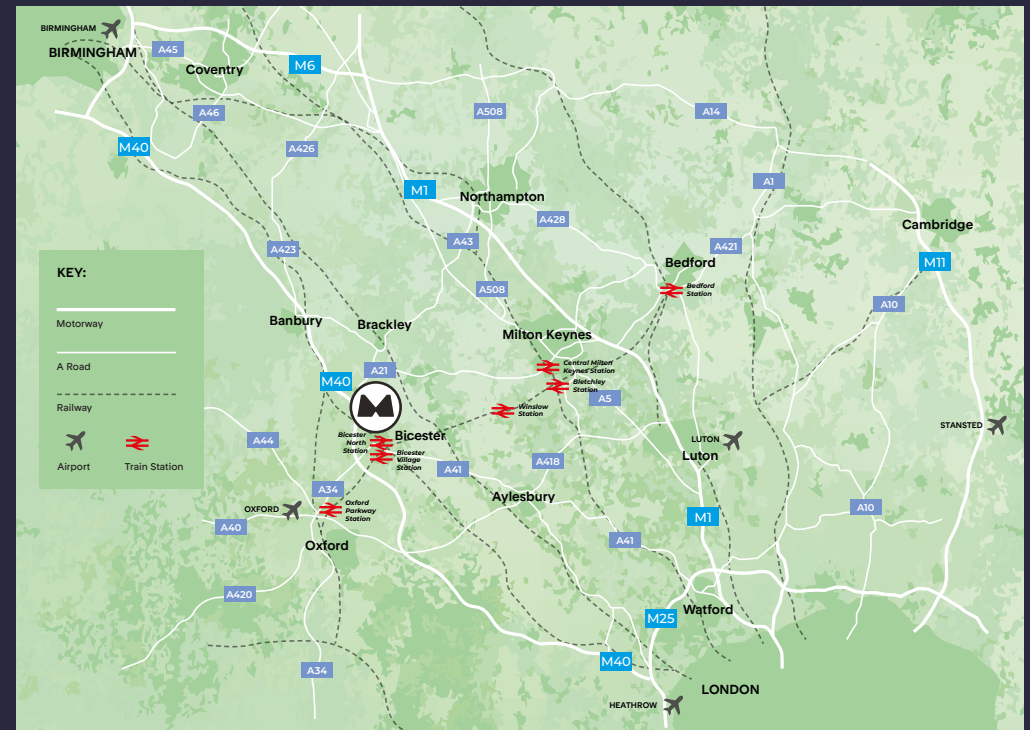 BIRMINGHAM
BIRMINGHAM
A45
Coventry
M6
A46
A508
A14
M40
A426
A1
M1
Northampton
A428
Cambridge
A43
A421
A423
Bedford
M11
KEY:
Bedford
Station
A508
A10
Motorway
Banbury
Brackley
Milton Keynes
A Road
A21
Central Milton
Keynes Station
M40
Bletchley
Station
A5
Railway
Winslow
Station
A44
Bicester
North
Station
Bicester
LUTON
STANSTED
Bicester
Village
Station
Luton
Airport
Train Station
A41
A418
A34
Aylesbury
OXFORD
Oxford
Parkway
Station
A10
M1
A40
A41
Oxford
A420
Watford
M25
M40
A34
LONDON
HEATHROW